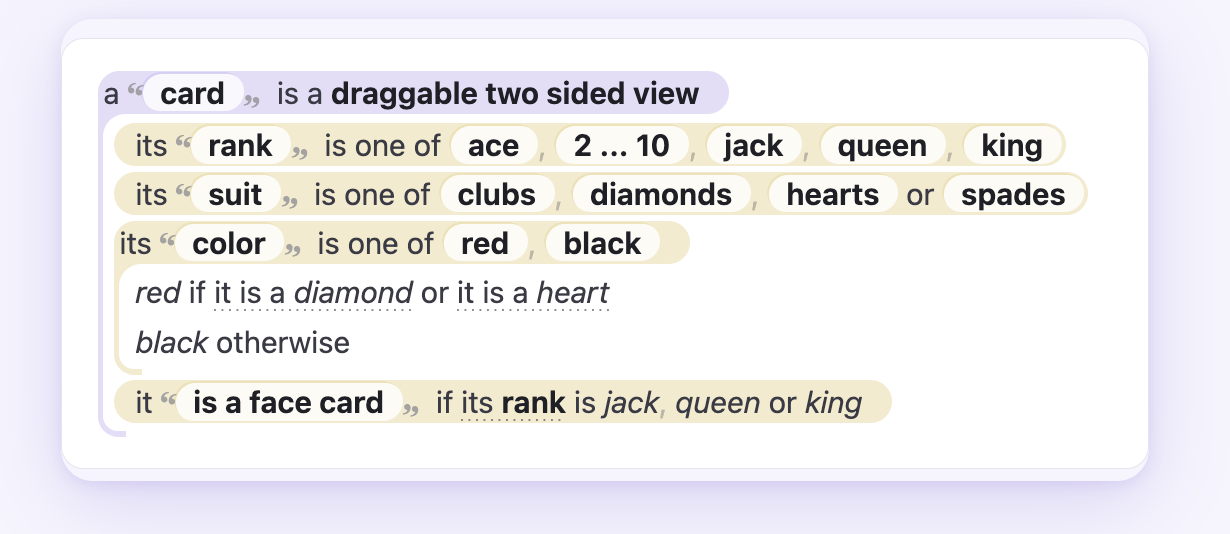 a “card” is a draggable two sided view
its “rank” is one of ace, 2 ... 10, jack, queen, king
its “suit” is one of clubs, diamonds, hearts or spades
its “color” is one of red, black
red if it is a diamond or it is a heart
black otherwise
it “is a face card” if its rank is jack, queen or king